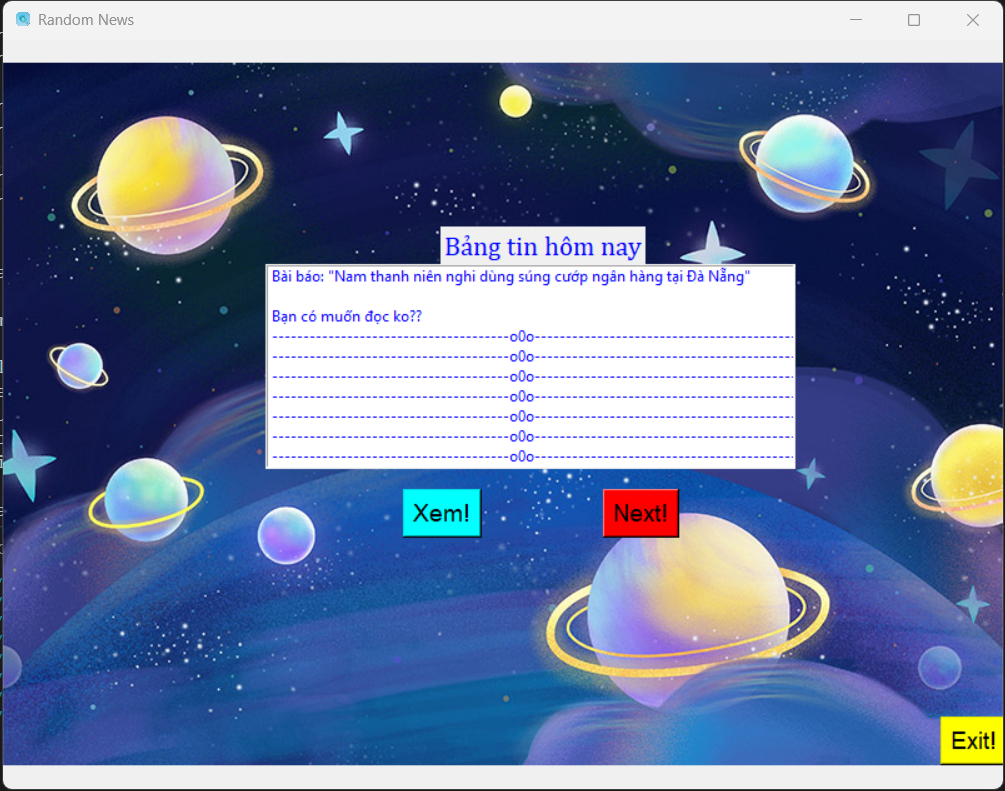 Random News
Bảng tin hôm nay
Bài báo: "Nam thanh niên nghi dùng súng cướp ngân hàng tại Đà Nẵng"
Bạn có muốn đọc ko??
----------------------------------------o0o--------------------------------------------
----------------------------------------o0o--------------------------------------------
----------------------------------------o0o--------------------------------------------
----------------------------------------o0o--------------------------------------------
----------------------------------------o0o--------------------------------------------
----------------------------------------o0o--------------------------------------------
----------------------------------------o0o--------------------------------------------
Xem! Next!
Exit!